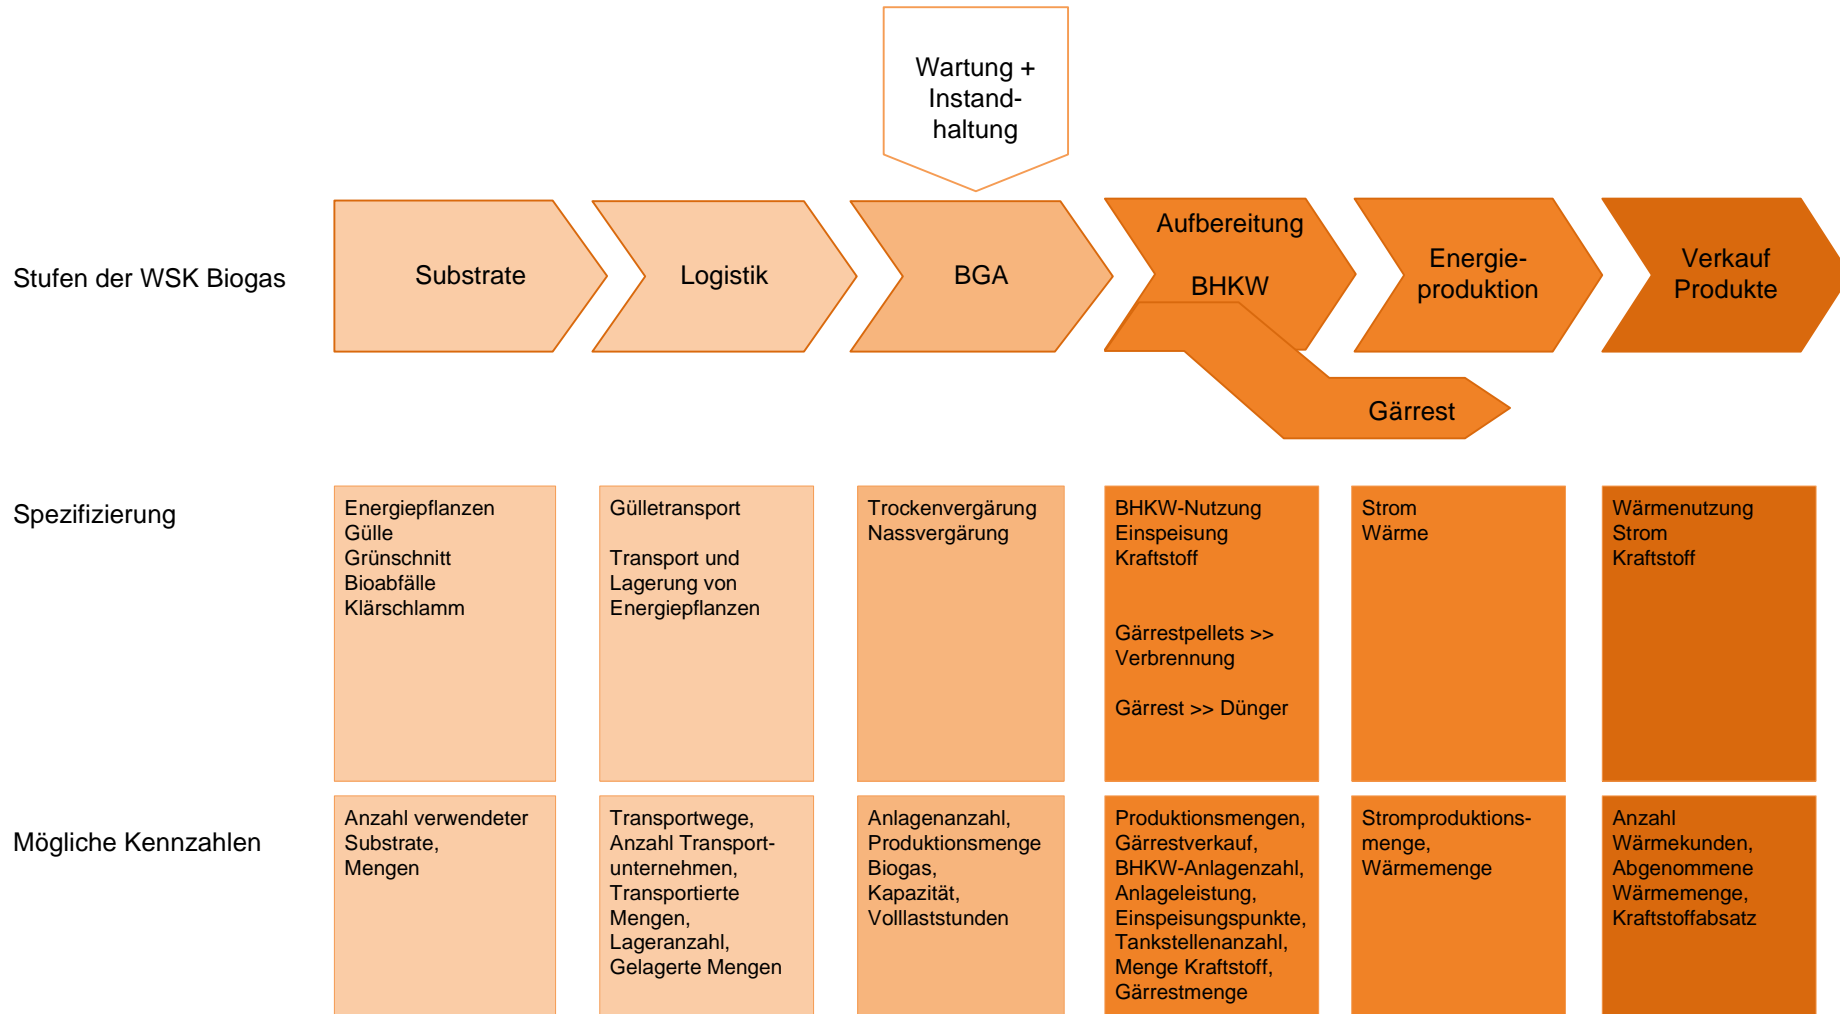 Wartung +
Instand-
haltung
Stufen der WSK Biogas
Substrate
Logistik
BGA
Aufbereitung
BHKW
Energie-
produktion
Verkauf
Produkte
Gärrest
Spezifizierung
Energiepflanzen
Gülle
Grünschnitt
Bioabfälle
Klärschlamm
Gülletransport
Transport und
Lagerung von
Energiepflanzen
Trockenvergärung
Nassvergärung
BHKW-Nutzung
Einspeisung
Kraftstoff
Gärrestpellets >>
Verbrennung
Gärrest >> Dünger
Strom
Wärme
Wärmenutzung
Strom
Kraftstoff
Mögliche Kennzahlen
Anzahl verwendeter
Substrate,
Mengen
Transportwege,
Anzahl Transport-
unternehmen,
Transportierte
Mengen,
Lageranzahl,
Gelagerte Mengen
Anlagenanzahl,
Produktionsmenge
Biogas,
Kapazität,
Volllaststunden
Produktionsmengen,
Gärrestverkauf,
BHKW-Anlagenzahl,
Anlageleistung,
Einspeisungspunkte,
Tankstellenanzahl,
Menge Kraftstoff,
Gärrestmenge
Stromproduktions-
menge,
Wärmemenge
Anzahl
Wärmekunden,
Abgenommene
Wärmemenge,
Kraftstoffabsatz